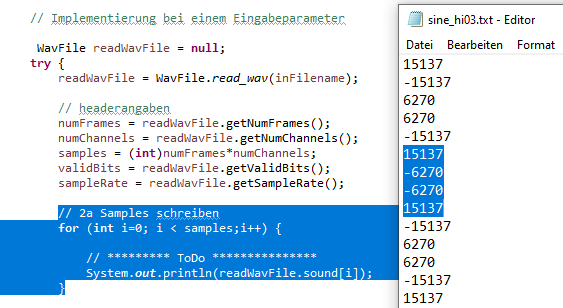 // Implementierung bei einem Eingabeparameter
WavFile readWavFile = null;
try {
readWavFile = WavFile.read_wav(inFilename);
// headerangaben
numFrames = readWavFile.getNumFrames();
numChannels = readWavFile.getNumChannels();
samples = (int)numFrames*numChannels;
validBits = readWavFile.getValidBits();
sampleRate = readWavFile.getSampleRate();
// 2a Samples schreiben
for (int i=0; i < samples;i++) {
// ********* ToDo ***************
System.out.println(readWavFile.sound[i]);
}
sine_hi03.txt - Editor
Datei Bearbeiten Format
15137
-15137
6270
6270
-15137
15137
-6270
-6270
15137
-15137
6270
6270
-15137
15137